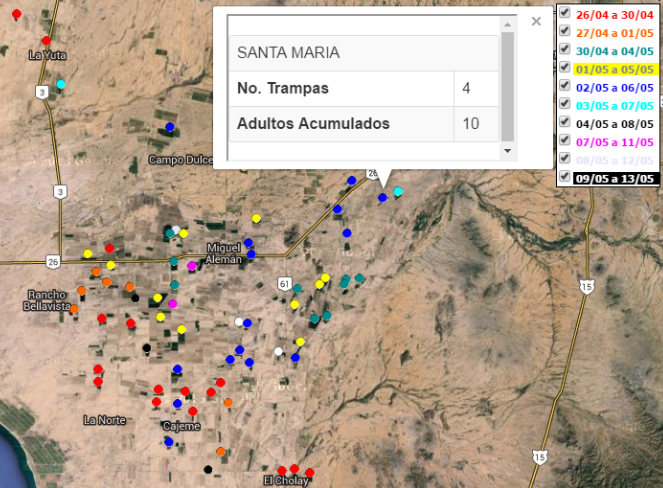 SANTA MARIA
No. Trampas 4
Adultos Acumulados 10
×
26/04 a 30/04
27/04 a 01/05
30/04 a 04/05
01/05 a 05/05
02/05 a 06/05
03/05 a 07/05
04/05 a 08/05
07/05 a 11/05
08/05 a 12/05
09/05 a 13/05
La Yuta
3
Campo Dulce
26
3
Miguel
Alemán
26
61
15
Rancho
Bellavista
La Norte
Cajeme
15
El Cholay